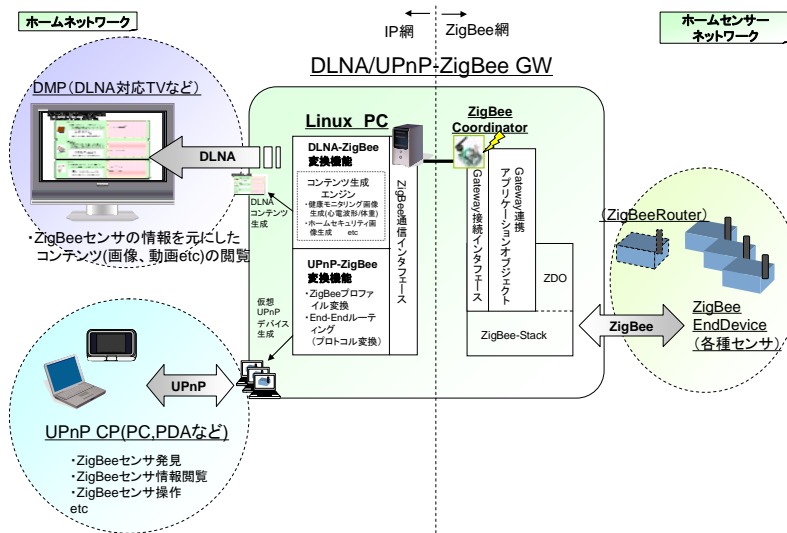 ホームネットワーク
IP網
ZigBee網
ホームセンサー
ネットワーク
DLNA/UPnP-ZigBee GW
DMP(DLNA対応TVなど)
DLNA
・ZigBeeセンサの情報を元にした
コンテンツ(画像、動画etc)の閲覧
Linux PC
DLNA-ZigBee
変換機能
コンテンツ生成
エンジン
・健康モニタリング画像
生成(心電波形/体重)
・ホームセキュリティ画
像生成 etc
DLNA
コンテンツ
生成
UPnP-ZigBee
変換機能
・ZigBeeプロファ
イル変換
・End-Endルーテ
ィング
(プロトコル変換)
仮想
UPnP
デバイス
生成
ZigBee通信インタフェース
ZigBee
Coordinator
Gateway接続インタフェース
Gateway連携
アプリケーションオブジェクト
ZDO
ZigBee-Stack
ZigBee
(ZigBeeRouter)
ZigBee
EndDevice
(各種センサ)
UPnP
UPnP CP(PC,PDAなど)
・ZigBeeセンサ発見
・ZigBeeセンサ情報閲覧
・ZigBeeセンサ操作
etc